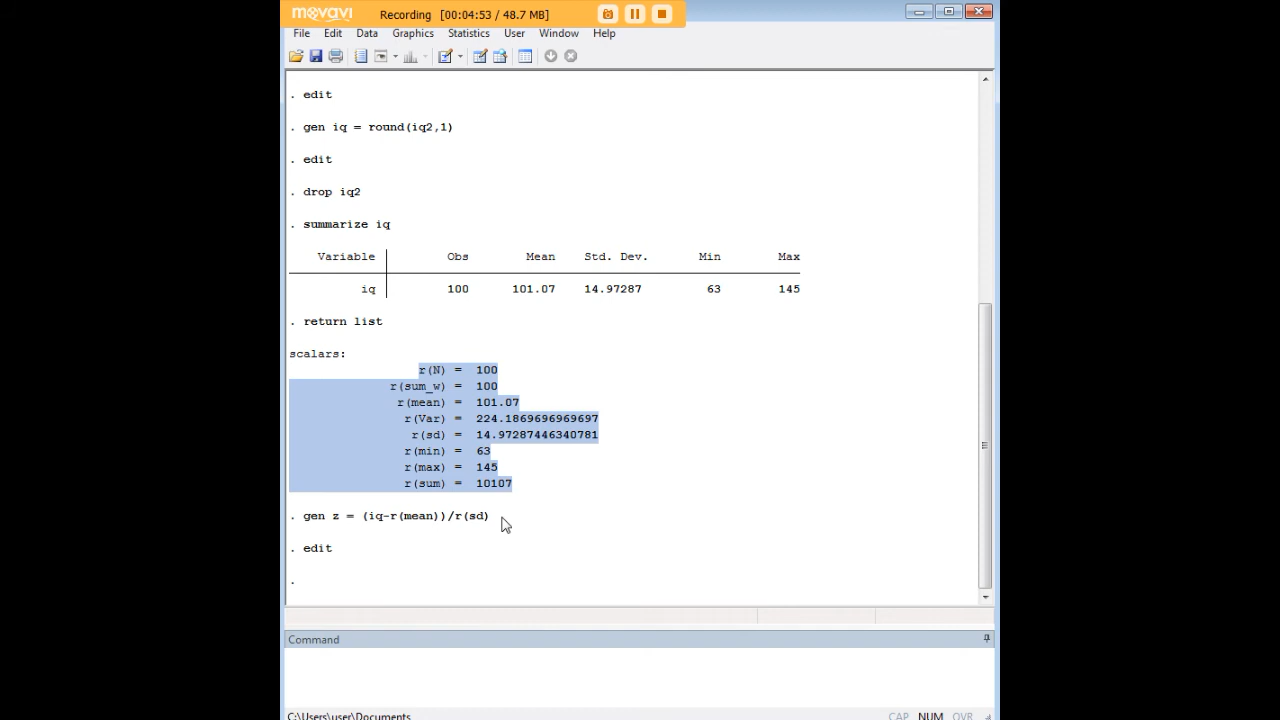 movavi Recording [00:04:53 / 48.7 MB]
File Edit Data Graphics Statistics User Window Help
. edit
. gen iq = round(iq2,1)
. edit
. drop iq2
. summarize iq
Variable Obs Mean Std. Dev. Min Max
iq 100 101.07 14.97287 63 145
. return list
scalars:
r(N) = 100
r(sum_w) = 100
r(mean) = 101.07
r(Var) = 224.1869696969697
r(sd) = 14.97287446340781
r(min) = 63
r(max) = 145
r(sum) = 10107
. gen z = (iq-r(mean))/r(sd)
. edit
.
Command
C:\Users\user\Documents CAP NUM OVR